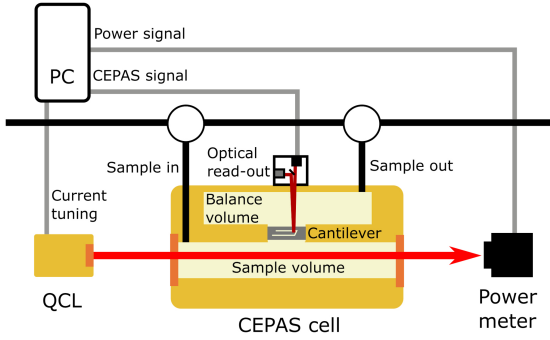 Power signal
PC
CEPAS signal
Sample in
Optical
read-out
Sample out
Current
tuning
Balance
volume
Cantilever
Sample volume
QCL
CEPAS cell
Power
meter